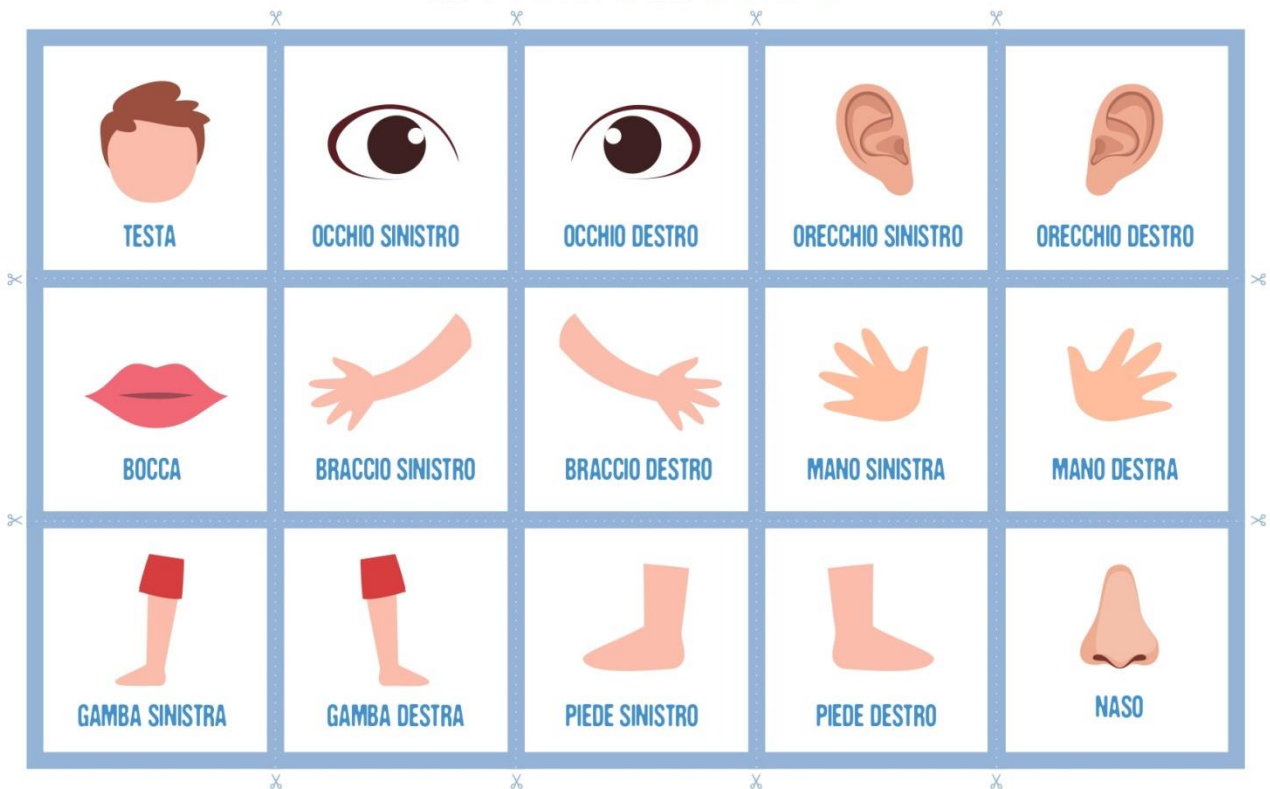 TESTA
OCCHIO SINISTRO
OCCHIO DESTRO
ORECCHIO SINISTRO
ORECCHIO DESTRO
BOCCA
BRACCIO SINISTRO
BRACCIO DESTRO
MANO SINISTRA
MANO DESTRA
GAMBA SINISTRA
GAMBA DESTRA
PIEDE SINISTRO
PIEDE DESTRO
NASO